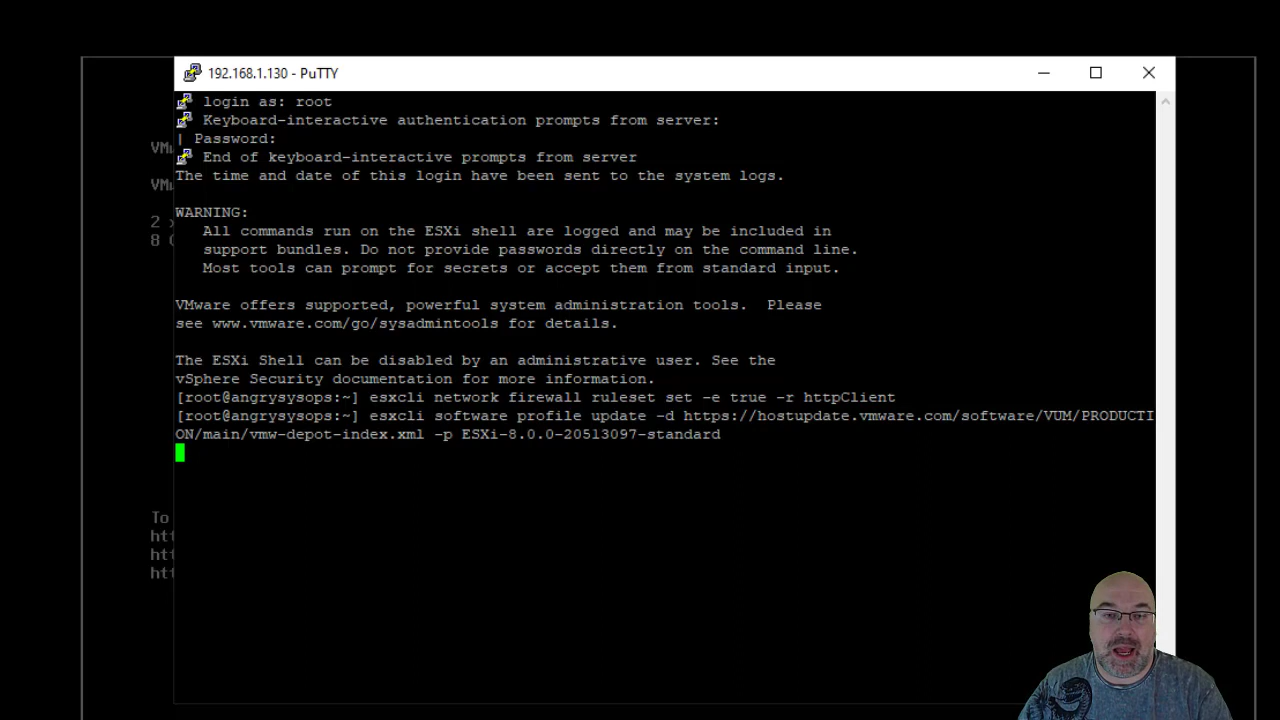 192.168.1.130 - PuTTY
login as: root
Keyboard-interactive authentication prompts from server:
| Password:
End of keyboard-interactive prompts from server
The time and date of this login have been sent to the system logs.
WARNING:
All commands run on the ESXi shell are logged and may be included in
support bundles. Do not provide passwords directly on the command line.
Most tools can prompt for secrets or accept them from standard input.
VMware offers supported, powerful system administration tools.  Please
see www.vmware.com/go/sysadmintools for details.
The ESXi Shell can be disabled by an administrative user. See the
vSphere Security documentation for more information.
[root@angrysysops:~] esxcli network firewall ruleset set -e true -r httpClient
[root@angrysysops:~] esxcli software profile update -d https://hostupdate.vmware.com/software/VUM/PRODUCTI
ON/main/vmw-depot-index.xml -p ESXi-8.0.0-20513097-standard
2
8
To